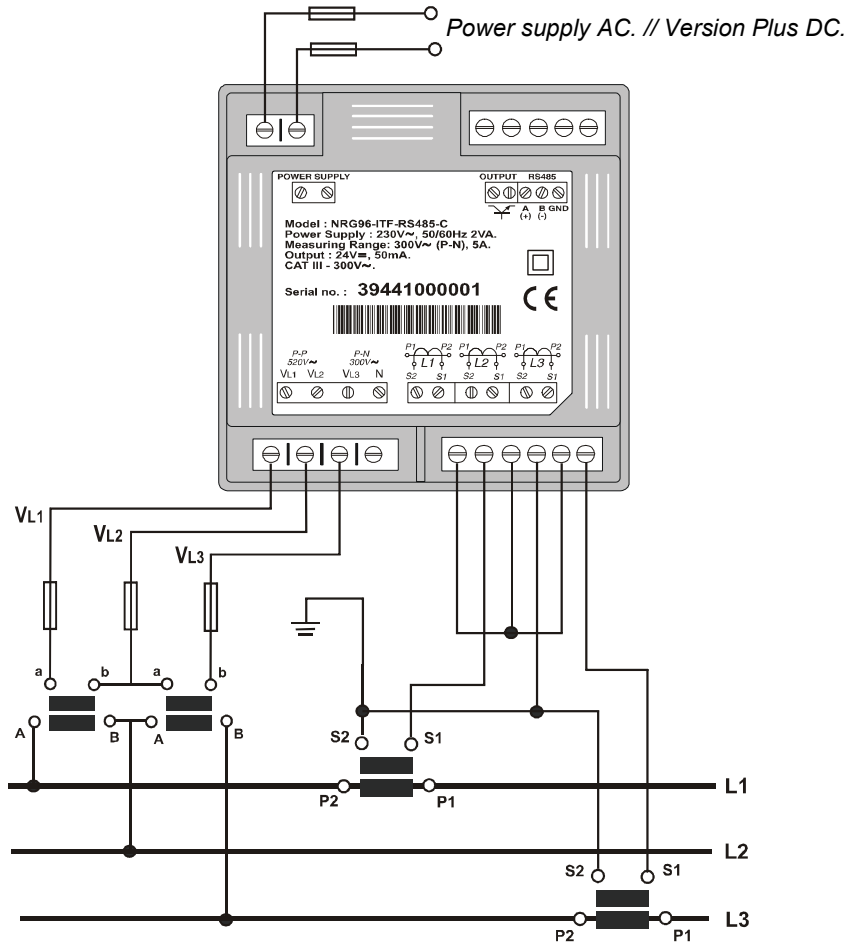 Power supply AC. // Version Plus DC.
POWER SUPPLY
OUTPUT RS485
A B GND
(+) (-)
Model : NRG96-ITF-RS485-C
Power Supply : 230V~, 50/60Hz 2VA.
Measuring Range: 300V~ (P-N), 5A.
Output : 24V⎓, 50mA.
CAT III - 300V~.
Serial no. : 39441000001
CE
P-P P-N
520V~ 300V~
VL1 VL2 VL3 N
P1 P2 P1 P2 P1 P2
L1 L2 L3
S2 S1 S2 S1 S2 S1
VL1
VL2
VL3
a b a b
A B A B
S2 S1
P2 P1
L1
L2
S2 S1
L3
P2 P1